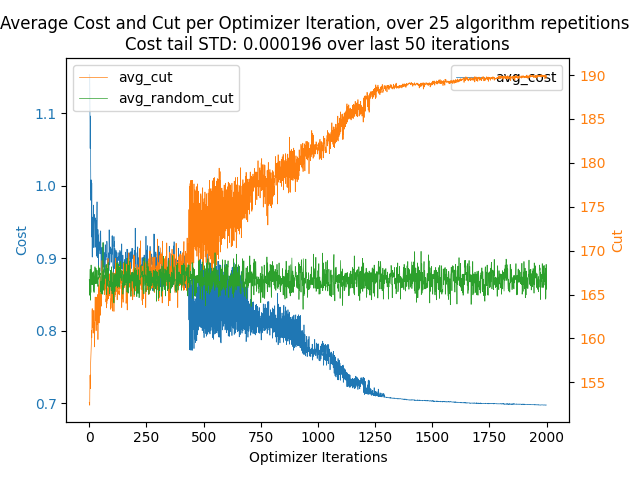 Average Cost and Cut per Optimizer Iteration, over 25 algorithm repetitions
Cost tail STD: 0.000196 over last 50 iterations
avg_cut
avg_random_cut
avg_cost
1.1
1.0
0.9
0.8
0.7
Cost
190
185
180
175
170
165
160
155
Cut
0 250 500 750 1000 1250 1500 1750 2000
Optimizer Iterations